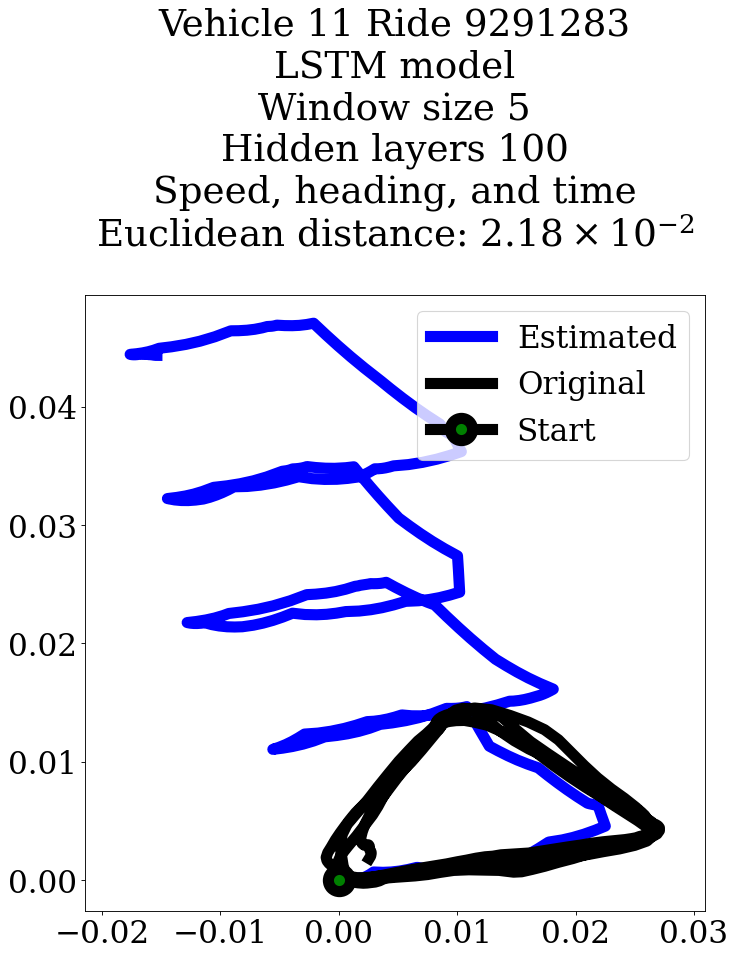 Vehicle 11 Ride 9291283
LSTM model
Window size 5
Hidden layers 100
Speed, heading, and time
Euclidean distance: 2.18 × 10⁻²
Estimated
Original
Start
0.04
0.03
0.02
0.01
0.00
−0.02 −0.01 0.00 0.01 0.02 0.03